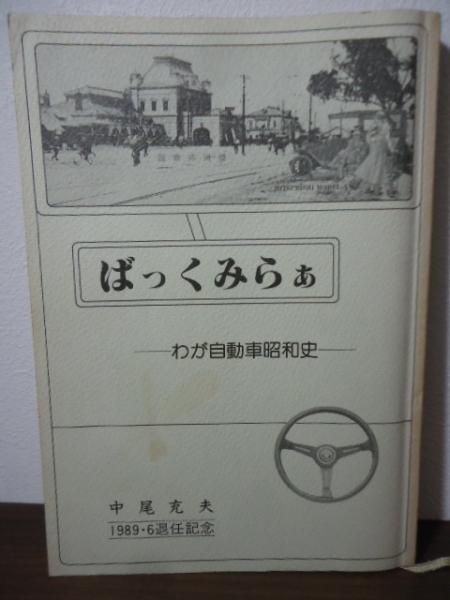 ばっくみらぁ
わが自動車昭和史
中尾充夫
1989・6退任記念